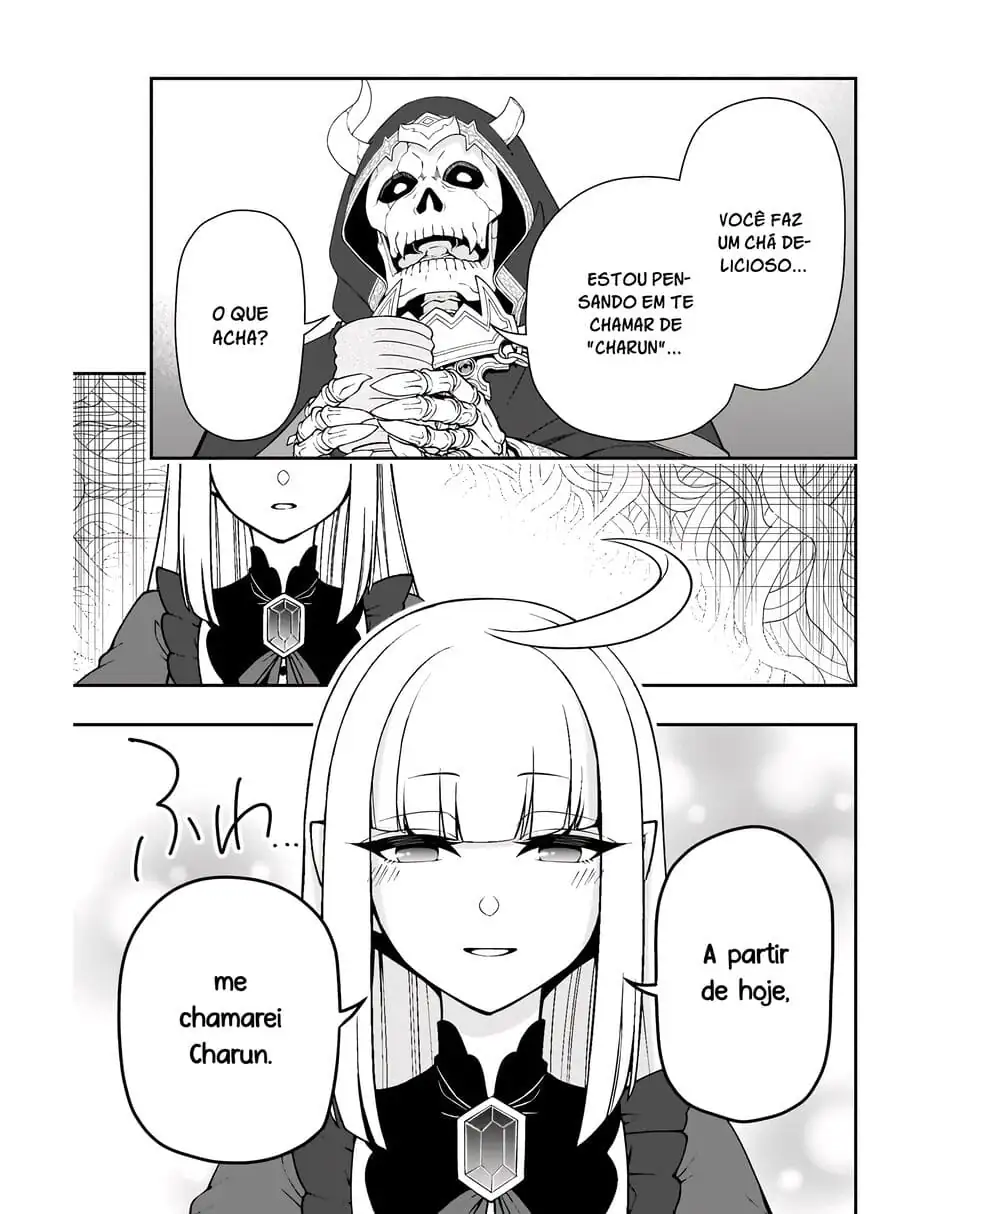 VOCÊ FAZ
UM CHÁ DE-
LICIOSO...
ESTOU PEN-
SANDO EM TE
CHAMAR DE
"CHARUN"...
O QUE
ACHA?
A partir
de hoje,
ふわ...
me
chamarei
Charun.